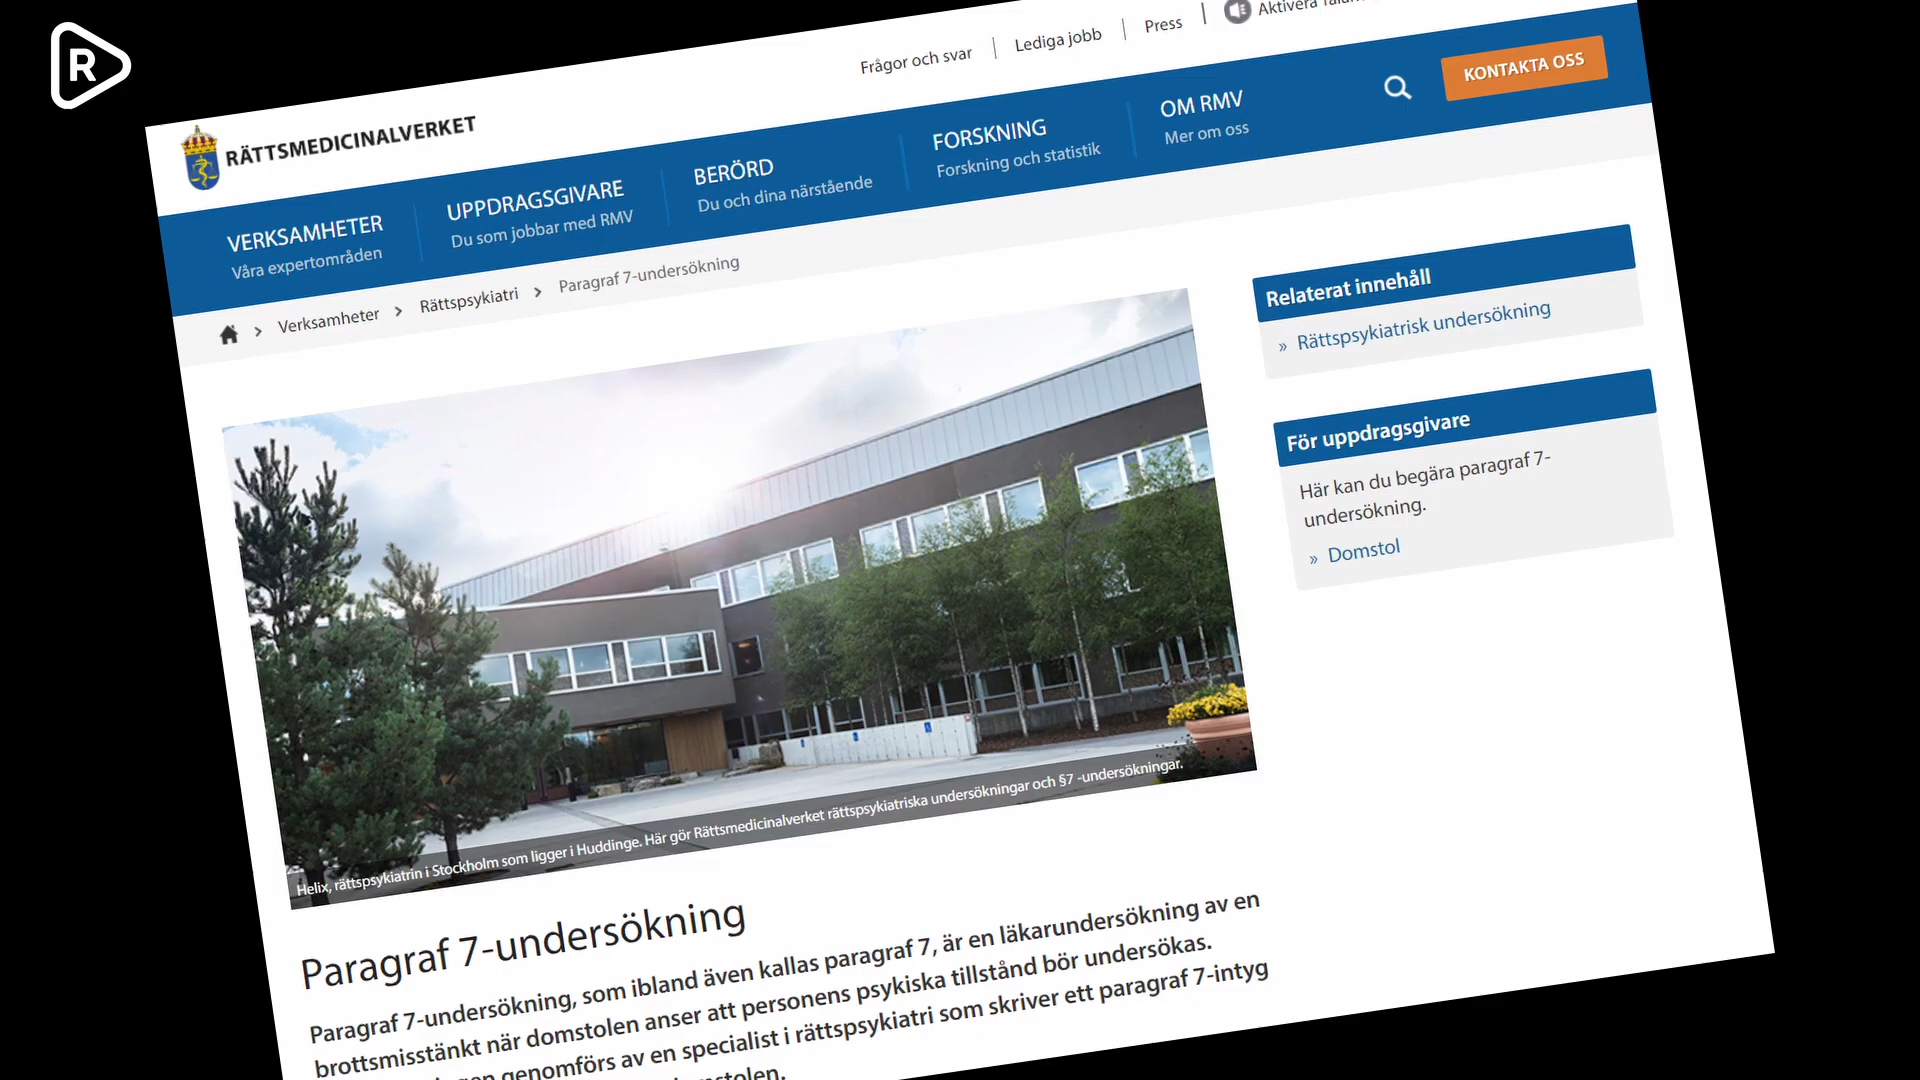 R
Frågor och svar
Lediga jobb
Press
Aktivera
RÄTTSMEDICINALVERKET
KONTAKTA OSS
VERKSAMHETER
Våra expertområden
UPPDRAGSGIVARE
Du som jobbar med RMV
BERÖRD
Du och dina närstående
FORSKNING
Forskning och statistik
OM RMV
Mer om oss
Verksamheter > Rättspsykiatri > Paragraf 7-undersökning
Relaterat innehåll
» Rättspsykiatrisk undersökning
För uppdragsgivare
Här kan du begära paragraf 7-
undersökning.
» Domstol
Helix, rättspsykiatrin i Stockholm som ligger i Huddinge. Här gör Rättsmedicinalverket rättspsykiatriska undersökningar och §7 -undersökningar.
Paragraf 7-undersökning
Paragraf 7-undersökning, som ibland även kallas paragraf 7, är en läkarundersökning av en
brottsmisstänkt när domstolen anser att personens psykiska tillstånd bör undersökas.
genomförs av en specialist i rättspsykiatri som skriver ett paragraf 7-intyg